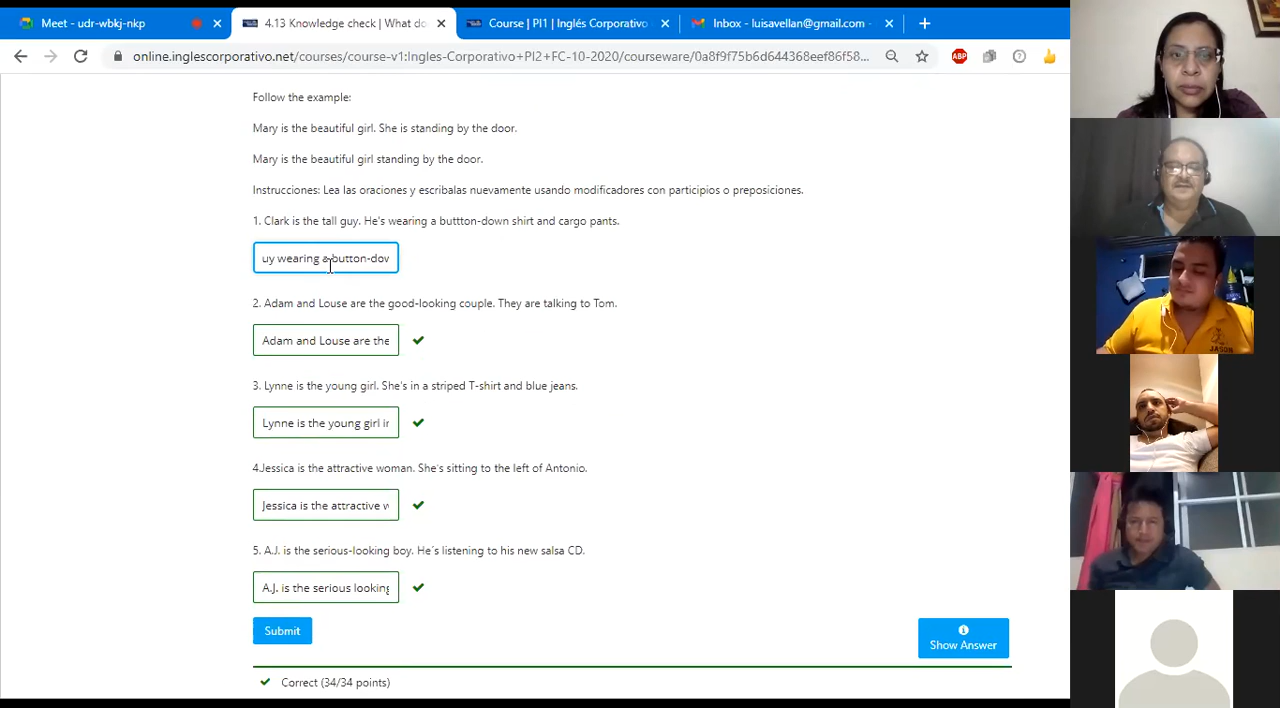 Meet - udr-wbkj-nkp
4.13 Knowledge check | What do
Course | PI1 | Inglés Corporativo
Inbox - luisavellan@gmail.com -
online.inglescorporativo.net/courses/course-v1:Ingles-Corporativo+PI2+FC-10-2020/courseware/0a8f9f75b6d644368eef86f58...
ABP
Follow the example:
Mary is the beautiful girl. She is standing by the door.
Mary is the beautiful girl standing by the door.
Instrucciones: Lea las oraciones y escribalas nuevamente usando modificadores con participios o preposiciones.
1. Clark is the tall guy. He's wearing a buttton-down shirt and cargo pants.
uy wearing a button-dov
2. Adam and Louse are the good-looking couple. They are talking to Tom.
Adam and Louse are the
3. Lynne is the young girl. She's in a striped T-shirt and blue jeans.
Lynne is the young girl ir
4.Jessica is the attractive woman. She's sitting to the left of Antonio.
Jessica is the attractive w
5. A.J. is the serious-looking boy. He´s listening to his new salsa CD.
A.J. is the serious looking
Submit
Show Answer
Correct (34/34 points)
JASON